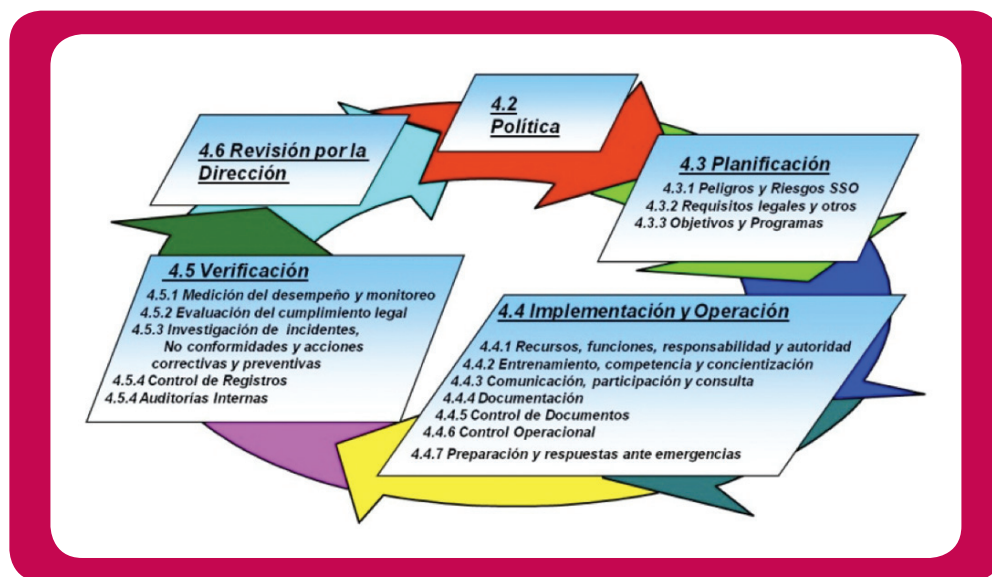 4.2
Política
4.3 Planificación
4.3.1 Peligros y Riesgos SSO
4.3.2 Requisitos legales y otros
4.3.3 Objetivos y Programas
4.4 Implementación y Operación
4.4.1 Recursos, funciones, responsabilidad y autoridad
4.4.2 Entrenamiento, competencia y concientización
4.4.3 Comunicación, participación y consulta
4.4.4 Documentación
4.4.5 Control de Documentos
4.4.6 Control Operacional
4.4.7 Preparación y respuestas ante emergencias
4.5 Verificación
4.5.1 Medición del desempeño y monitoreo
4.5.2 Evaluación del cumplimiento legal
4.5.3 Investigación de incidentes,
No conformidades y acciones
correctivas y preventivas
4.5.4 Control de Registros
4.5.4 Auditorías Internas
4.6 Revisión por la
Dirección